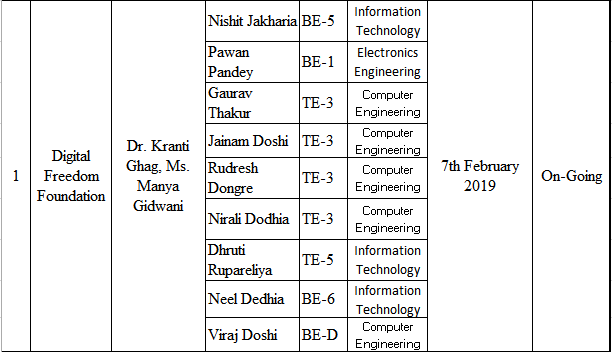 1
Digital
Freedom
Foundation
Dr. Kranti
Ghag, Ms.
Manya
Gidwani
Nishit Jakharia BE-5 Information
Technology
Pawan
Pandey BE-1 Electronics
Engineering
Gaurav
Thakur TE-3 Computer
Engineering
Jainam Doshi TE-3 Computer
Engineering
Rudresh
Dongre TE-3 Computer
Engineering
Nirali Dodhia TE-3 Computer
Engineering
Dhruti
Rupareliya TE-5 Information
Technology
Neel Dedhia BE-6 Information
Technology
Viraj Doshi BE-D Computer
Engineering
7th February
2019
On-Going